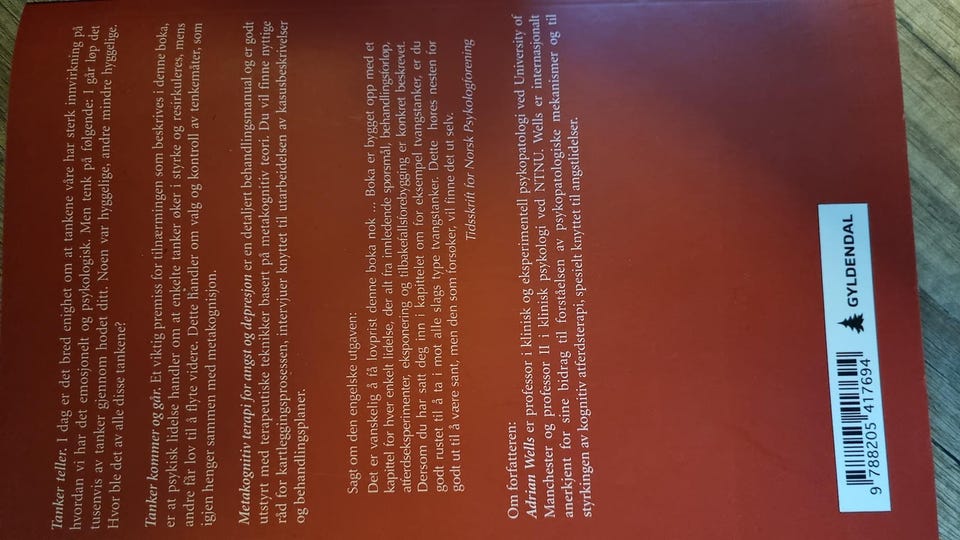 Tanker teller. I dag er det bred enighet om at tankene våre har sterk innvirkning på
hvordan vi har det emosjonelt og psykologisk. Men tenk på følgende: I går løp det
tusenvis av tanker gjennom hodet ditt. Noen var hyggelige, andre mindre hyggelige.
Hvor ble det av alle disse tankene?
Tanker kommer og går. Et viktig premiss for tilnærmingen som beskrives i denne boka,
er at psykisk lidelse handler om at enkelte tanker øker i styrke og resirkuleres, mens
andre får lov til å flyte videre. Dette handler om valg og kontroll av tenkemåter, som
igjen henger sammen med metakognisjon.
Metakognitiv terapi for angst og depresjon er en detaljert behandlingsmanual og er godt
utstyrt med terapeutiske teknikker basert på metakognitiv teori. Du vil finne nyttige
råd for kartleggingsprosessen, intervjuer knyttet til utarbeidelsen av kasusbeskrivelser
og behandlingsplaner.
Sagt om den engelske utgaven:
Det er vanskelig å få lovprist denne boka nok ... Boka er bygget opp med et
kapittel for hver enkelt lidelse, der alt fra innledende spørsmål, behandlingsforløp,
atferdseksperimenter, eksponering og tilbakefallsforebygging er konkret beskrevet.
Dersom du har satt deg inn i kapittelet om for eksempel tvangstanker, er du
godt rustet til å ta i mot alle slags type tvangstanker. Dette høres nesten for
godt ut til å være sant, men den som forsøker, vil finne det ut selv.
Tidsskrift for Norsk Psykologforening
Om forfatteren:
Adrian Wells er professor i klinisk og eksperimentell psykopatologi ved University of
Manchester og professor II i klinisk psykologi ved NTNU. Wells er internasjonalt
anerkjent for sine bidrag til forståelsen av psykopatologiske mekanismer og til
styrkingen av kognitiv atferdsterapi, spesielt knyttet til angstlidelser.
9 788205 417694
GYLDENDAL